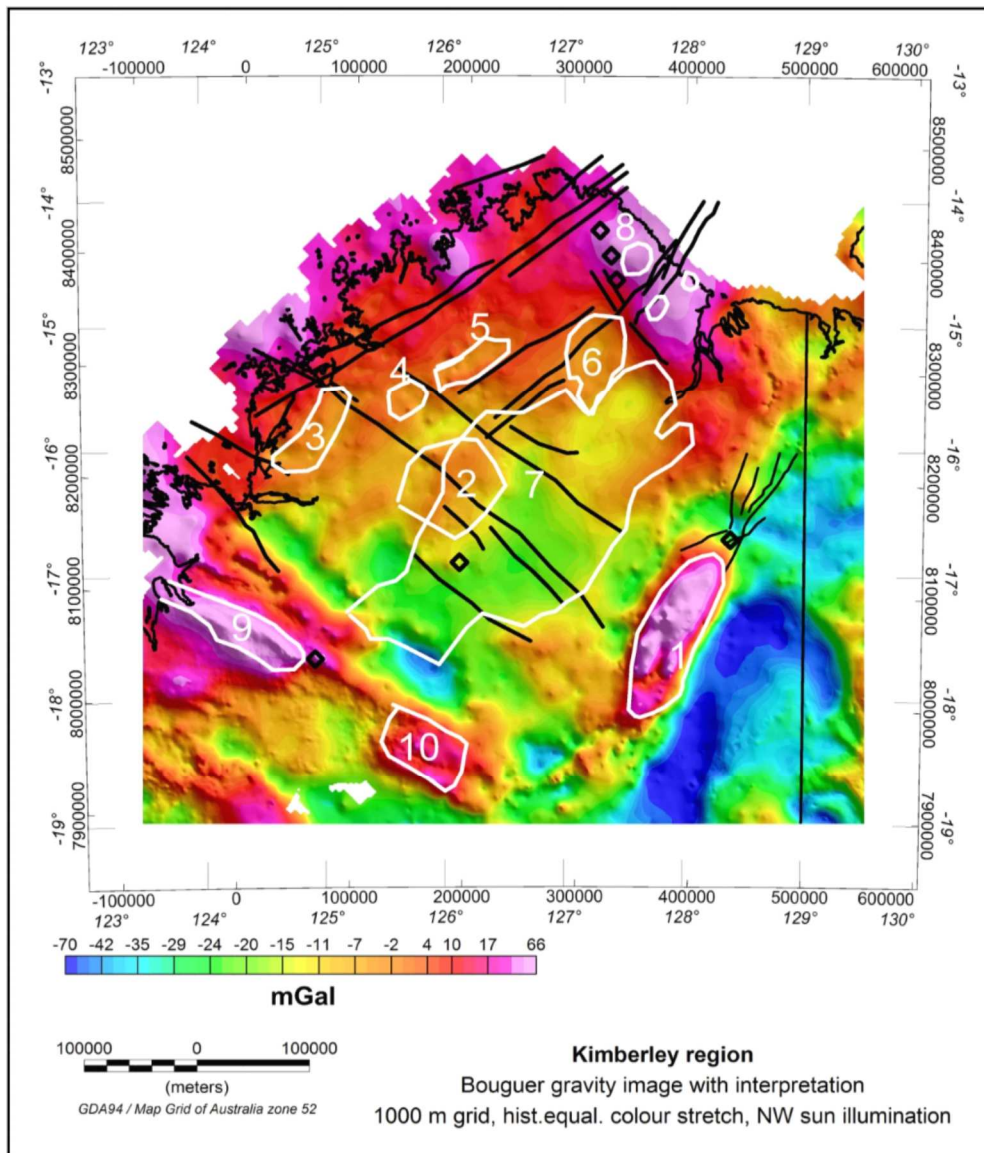 123° 124° 125° 126° 127° 128° 129° 130°
-100000 0 100000 200000 300000 400000 500000 600000
-13° -13°
8500000 8500000
-14° -14°
8400000 8400000
-15° -15°
8300000 8300000
-16° -16°
8200000 8200000
-17° -17°
8100000 8100000
-18° -18°
8000000 8000000
-19° -19°
7900000 7900000
8
5
4
6
3
2
7
9
1
10
-100000 0 100000 200000 300000 400000 500000 600000
123° 124° 125° 126° 127° 128° 129° 130°
-70 -42 -35 -29 -24 -20 -15 -11 -7 -2 4 10 17 66
mGal
100000 0 100000
(meters)
GDA94 / Map Grid of Australia zone 52
Kimberley region
Bouguer gravity image with interpretation
1000 m grid, hist.equal. colour stretch, NW sun illumination